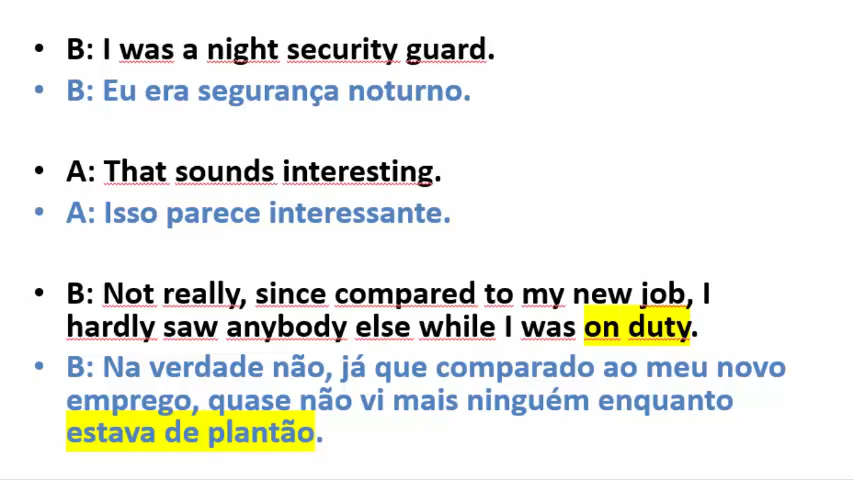 • B: I was a night security guard.
• B: Eu era segurança noturno.
• A: That sounds interesting.
• A: Isso parece interessante.
• B: Not really, since compared to my new job, I
hardly saw anybody else while I was on duty.
• B: Na verdade não, já que comparado ao meu novo
emprego, quase não vi mais ninguém enquanto
estava de plantão.